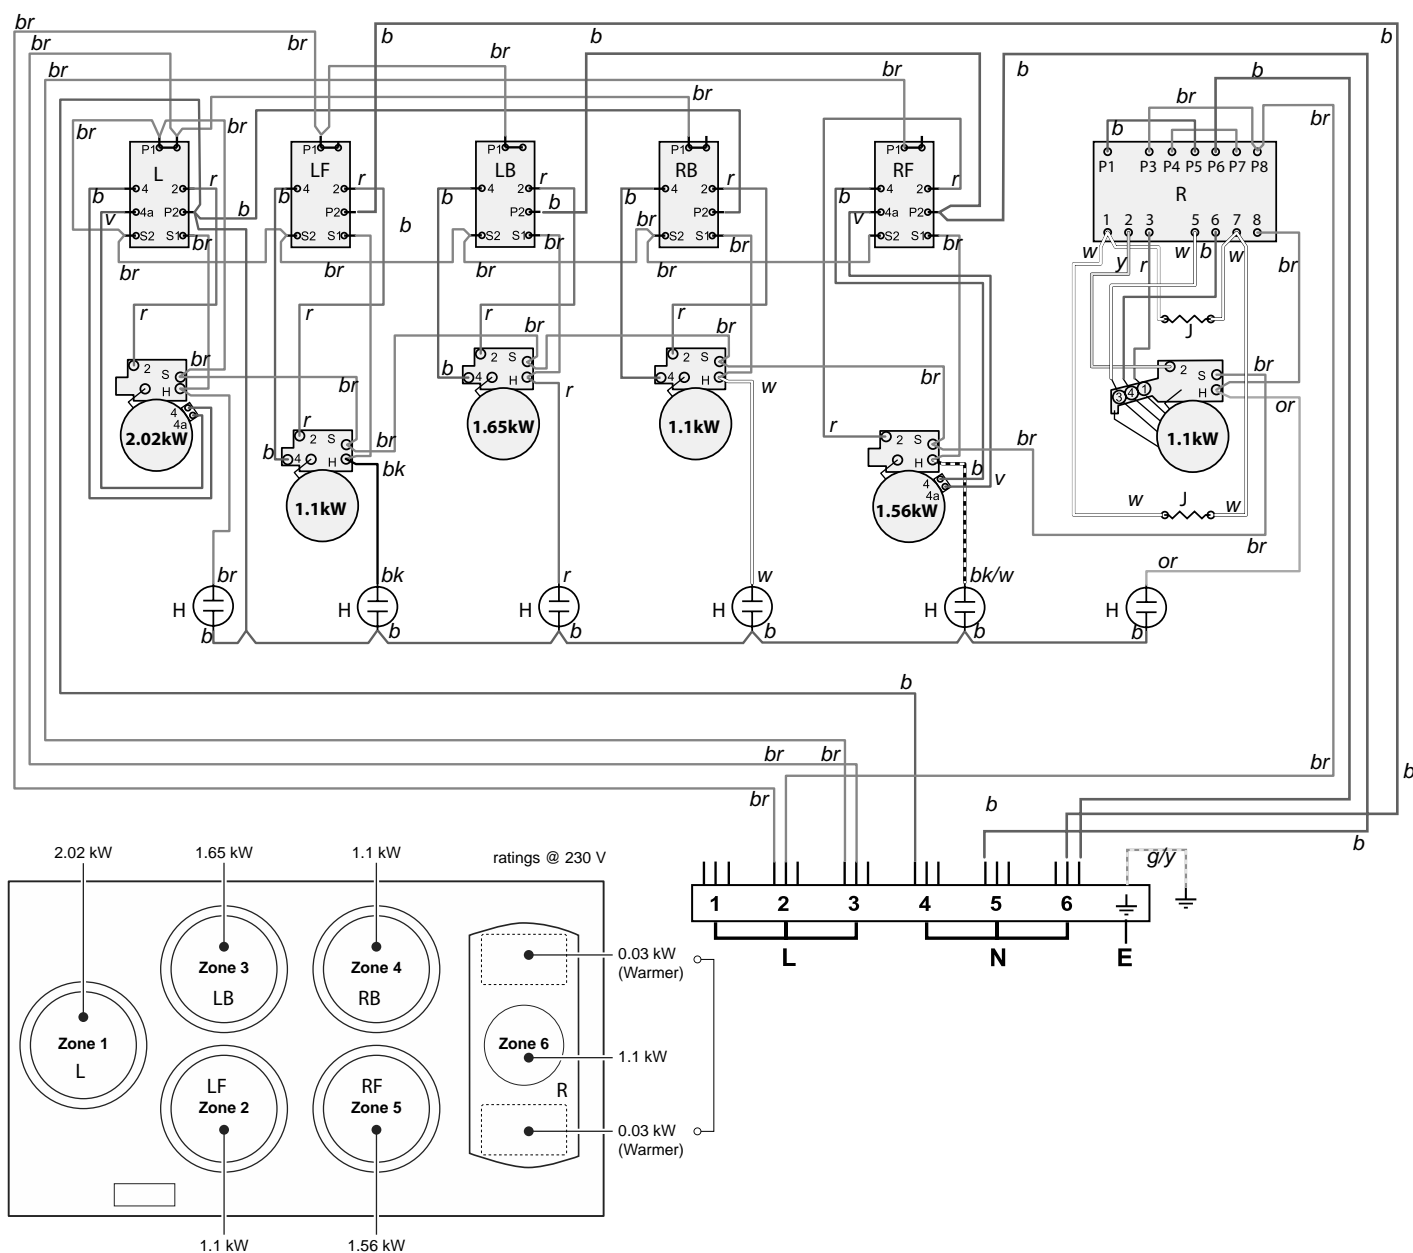 br
b
b
br
br
b
br
br
br
b
b
br
br
br
br
b
br
br
b
P1
P1
P1
P1
P1
L
LF
LB
RB
RF
P1 P3 P4 P5 P6 P7 P8
R
4 2
r
4 2
r
4 2
r
4 2
r
4 2
r
b
b
b
b
b
4a P2
b
P2
b
P2
b
P2
4a P2
v
v
1 2 3 5 6 7 8
S2 S1
br
S2 S1
S2 S1
br
br
S2 S1
br
S2 S1
br
w y r w b w
br
br
br
br
br
r
r
r
r
br
br
J
2 S
H
br
br
b
4
2 S
H
r
b
4
2 S
H
w
br
2 S
H
3 4 1
br
or
2.02kW
4
4a
1.65kW
1.1kW
1.1kW
r
b
4
2 S
H
br
bk
r
2 S
H
4
4a
b
v
br
1.1kW
1.56kW
w J w
br
H
br
b
H
bk
b
H
r
b
H
w
b
H
bk/w
b
H
or
b
b
br
br
br
b
b
b
g/y
1 2 3 4 5 6
L N E
2.02 kW
1.65 kW
1.1 kW
ratings @ 230 V
Zone 3
LB
Zone 4
RB
0.03 kW
(Warmer)
Zone 1
L
Zone 6
1.1 kW
R
LF
Zone 2
RF
Zone 5
0.03 kW
(Warmer)
1.1 kW
1.56 kW